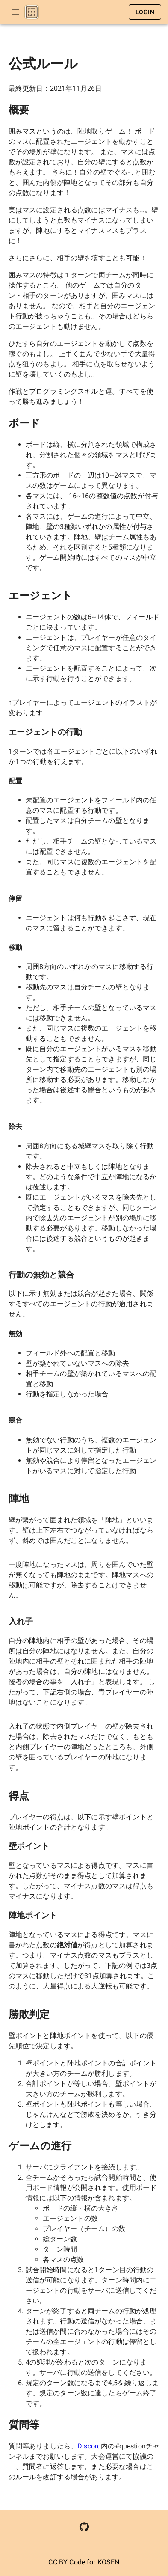 LOGIN
公式ルール
最終更新日：2021年11月26日
概要
囲みマスというのは、陣地取りゲーム！ ボード
のマスに配置されたエージェントを動かすこと
でその場所が壁になります。 また、マスには点
数が設定されており、自分の壁にすると点数が
もらえます。 さらに！自分の壁でぐるっと囲む
と、囲んだ内側が陣地となってその部分も自分
の点数になります！
実はマスに設定される点数にはマイナスも…。壁
にしてしまうと点数もマイナスになってしまい
ますが、陣地にするとマイナスマスもプラス
に！
さらにさらに、相手の壁を壊すことも可能！
囲みマスの特徴は１ターンで両チームが同時に
操作するところ。 他のゲームでは自分のター
ン・相手のターンがありますが、囲みマスには
ありません。 なので、相手と自分のエージェン
ト行動が被っちゃうことも。その場合はどちら
のエージェントも動けません。
ひたすら自分のエージェントを動かして点数を
稼ぐのもよし。 上手く囲んで少ない手で大量得
点を狙うのもよし。 相手に点を取らせないよう
に壁を壊していくのもよし。
作戦とプログラミングスキルと運。すべてを使
って勝ち進みましょう！
ボード
ボードは縦、横に分割された領域で構成さ
れ、分割された個々の領域をマスと呼びま
す。
正方形のボードの一辺は10~24マスで、マ
スの数はゲームによって異なります。
各マスには、-16~16の整数値の点数が付与
されています。
各マスには、ゲームの進行によって中立、
陣地、壁の3種類いずれかの属性が付与さ
れていきます。陣地、壁はチーム属性もあ
るため、それを区別すると5種類になりま
す。ゲーム開始時にはすべてのマスが中立
です。
エージェント
エージェントの数は6~14体で、フィールド
ごとに決まっています。
エージェントは、プレイヤーが任意のタイ
ミングで任意のマスに配置することができ
ます。
エージェントを配置することによって、次
に示す行動を行うことができます。
↑プレイヤーによってエージェントのイラストが
変わります
エージェントの行動
1ターンでは各エージェントごとに以下のいずれ
か1つの行動を行えます。
配置
未配置のエージェントをフィールド内の任
意のマスに配置する行動です。
配置したマスは自分チームの壁となりま
す。
ただし、相手チームの壁となっているマス
には配置できません。
また、同じマスに複数のエージェントを配
置することもできません。
停留
エージェントは何も行動を起こさず、現在
のマスに留まることができます。
移動
周囲8方向のいずれかのマスに移動する行
動です。
移動先のマスは自分チームの壁となりま
す。
ただし、相手チームの壁となっているマス
には移動できません。
また、同じマスに複数のエージェントを移
動することもできません。
既に自分のエージェントがいるマスを移動
先として指定することもできますが、同じ
ターン内で移動先のエージェントも別の場
所に移動する必要があります。移動しなか
った場合は後述する競合というものが起き
ます。
除去
周囲8方向にある城壁マスを取り除く行動
です。
除去されると中立もしくは陣地となりま
す。どのような条件で中立か陣地になるか
は後述します。
既にエージェントがいるマスを除去先とし
て指定することもできますが、同じターン
内で除去先のエージェントが別の場所に移
動する必要があります。移動しなかった場
合には後述する競合というものが起きま
す。
行動の無効と競合
以下に示す無効または競合が起きた場合、関係
するすべてのエージェントの行動が適用されま
せん。
無効
フィールド外への配置と移動
壁が築かれていないマスへの除去
相手チームの壁が築かれているマスへの配
置と移動
行動を指定しなかった場合
競合
無効でない行動のうち、複数のエージェン
トが同じマスに対して指定した行動
無効や競合により停留となったエージェン
トがいるマスに対して指定した行動
陣地
壁が繋がって囲まれた領域を「陣地」といいま
す。壁は上下左右でつながっていなければなら
ず、斜めでは囲んだことになりません。
一度陣地になったマスは、周りを囲んでいた壁
が無くなっても陣地のままです。陣地マスへの
移動は可能ですが、除去することはできませ
ん。
入れ子
自分の陣地内に相手の壁があった場合、その場
所は自分の陣地にはなりません。また、自分の
陣地内に相手の壁とそれに囲まれた相手の陣地
があった場合は、自分の陣地にはなりません。
後者の場合の事を「入れ子」と表現します。し
たがって、下記右側の場合、青プレイヤーの陣
地はないことになります。
入れ子の状態で内側プレイヤーの壁が除去され
た場合は、除去されたマスだけでなく、もともと
と内側プレイヤーの陣地だったところも、外側
の壁を囲っているプレイヤーの陣地になりま
す。
得点
プレイヤーの得点は、以下に示す壁ポイントと
陣地ポイントの合計となります。
壁ポイント
壁となっているマスによる得点です。マスに書
かれた点数がそのまま得点として加算されま
す。したがって、マイナス点数のマスは得点も
マイナスになります。
陣地ポイント
陣地となっているマスによる得点です。マスに
書かれた点数の絶対値が得点として加算されま
す。つまり、マイナス点数のマスもプラスとし
て加算されます。したがって、下記の例では3点
のマスに移動しただけで31点加算されます。こ
のように、大量得点による大逆転も可能です。
勝敗判定
壁ポイントと陣地ポイントを使って、以下の優
先順位で決定します。
1. 壁ポイントと陣地ポイントの合計ポイント
が大きい方のチームが勝利します。
2. 合計ポイントが等しい場合、壁ポイントが
大きい方のチームが勝利します。
3. 壁ポイントも陣地ポイントも等しい場合、
じゃんけんなどで勝敗を決めるか、引き分
けとします。
ゲームの進行
1. サーバにクライアントを接続します。
2. 全チームがそろったら試合開始時間と、使
用ボード情報が公開されます。使用ボード
情報には以下の情報が含まれます。
ボードの縦・横の大きさ
エージェントの数
プレイヤー（チーム）の数
総ターン数
ターン時間
各マスの点数
3. 試合開始時間になると1ターン目の行動の
送信が可能になります。ターン時間内にエ
ージェントの行動をサーバに送信してくだ
さい。
4. ターンが終了すると両チームの行動が処理
されます。行動の送信がなかった場合、ま
たは送信が間に合わなかった場合にはその
チームの全エージェントの行動は停留とし
て扱われます。
5. 4の処理が終わると次のターンになりま
す。サーバに行動の送信をしてください。
6. 規定のターン数になるまで4,5を繰り返しま
す。規定のターン数に達したらゲーム終了
です。
質問等
質問等ありましたら、Discord内の#questionチャ
ンネルまでお願いします。大会運営にて協議の
上、質問者に返答します。また必要な場合はこ
のルールを改訂する場合があります。
CC BY Code for KOSEN